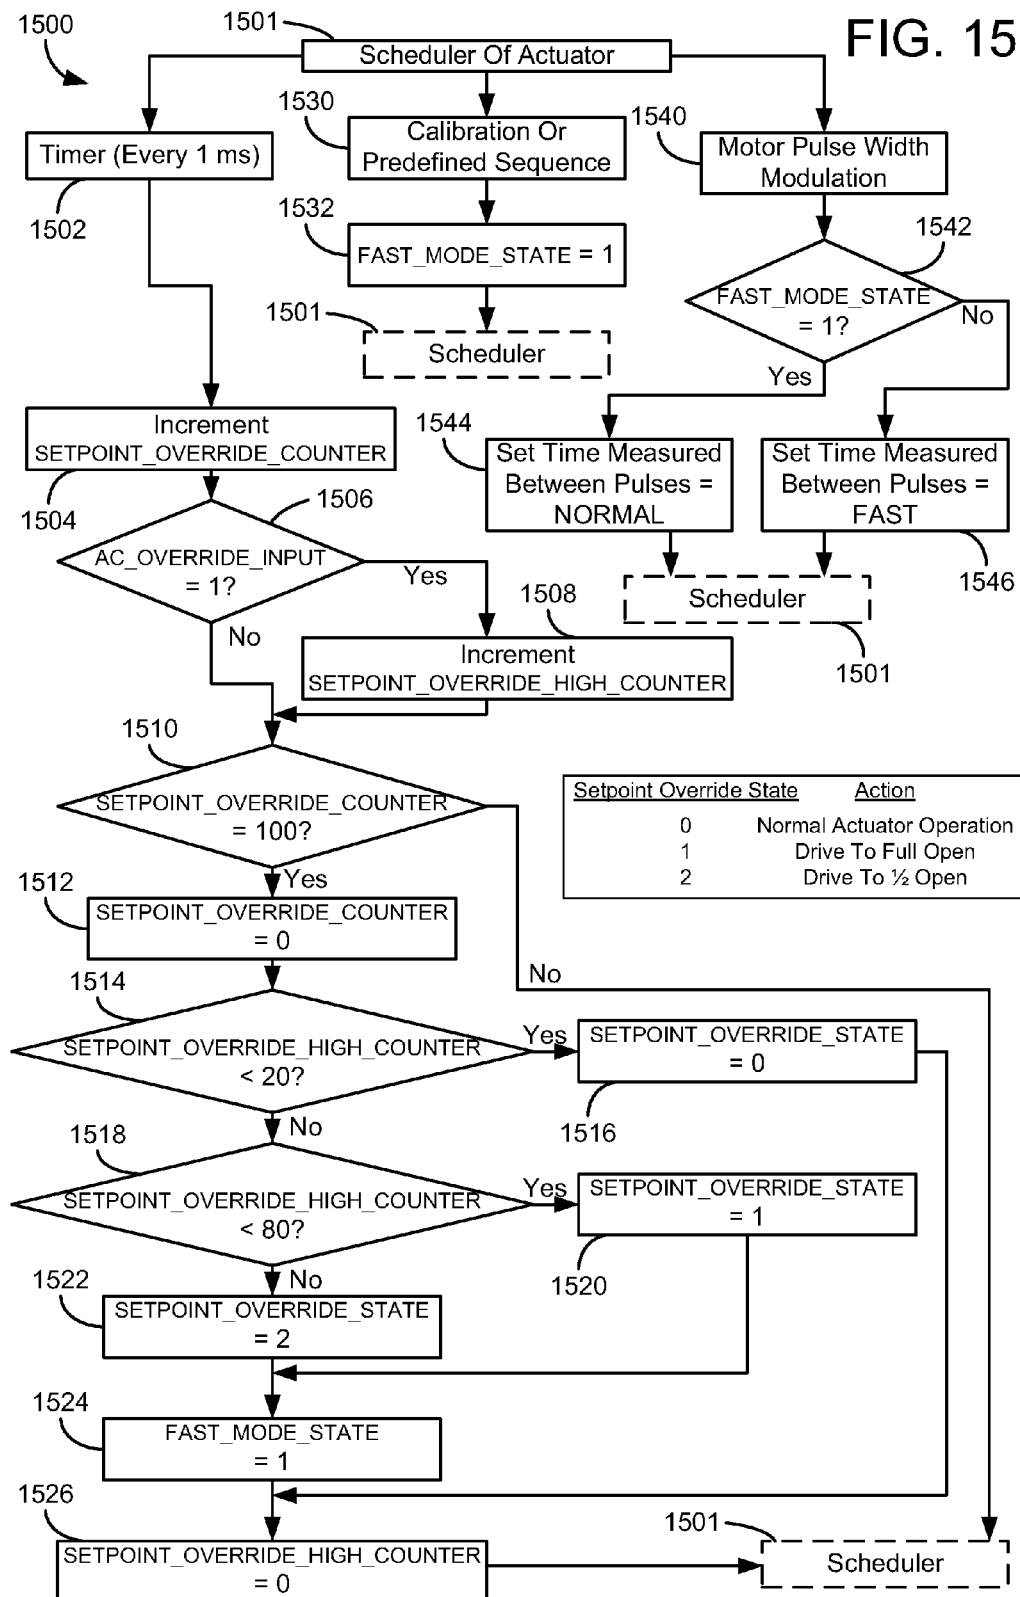 1500
1501
FIG. 15
Scheduler Of Actuator
1530
Calibration Or
Predefined Sequence
1540
Motor Pulse Width
Modulation
Timer (Every 1 ms)
1502
1532
FAST_MODE_STATE = 1
1542
FAST_MODE_STATE
= 1?
No
Yes
1501
Scheduler
Increment
SETPOINT_OVERRIDE_COUNTER
1504
1544
Set Time Measured
Between Pulses =
NORMAL
Set Time Measured
Between Pulses =
FAST
1546
1506
AC_OVERRIDE_INPUT
= 1?
Yes
No
Scheduler
1501
1508
Increment
SETPOINT_OVERRIDE_HIGH_COUNTER
1510
SETPOINT_OVERRIDE_COUNTER
= 100?
Yes
No
Setpoint Override State Action
0 Normal Actuator Operation
1 Drive To Full Open
2 Drive To ½ Open
1512
SETPOINT_OVERRIDE_COUNTER
= 0
1514
SETPOINT_OVERRIDE_HIGH_COUNTER
< 20?
Yes
No
SETPOINT_OVERRIDE_STATE
= 0
1516
1518
SETPOINT_OVERRIDE_HIGH_COUNTER
< 80?
Yes
No
SETPOINT_OVERRIDE_STATE
= 1
1520
1522
SETPOINT_OVERRIDE_STATE
= 2
1524
FAST_MODE_STATE
= 1
1526
SETPOINT_OVERRIDE_HIGH_COUNTER
= 0
1501
Scheduler